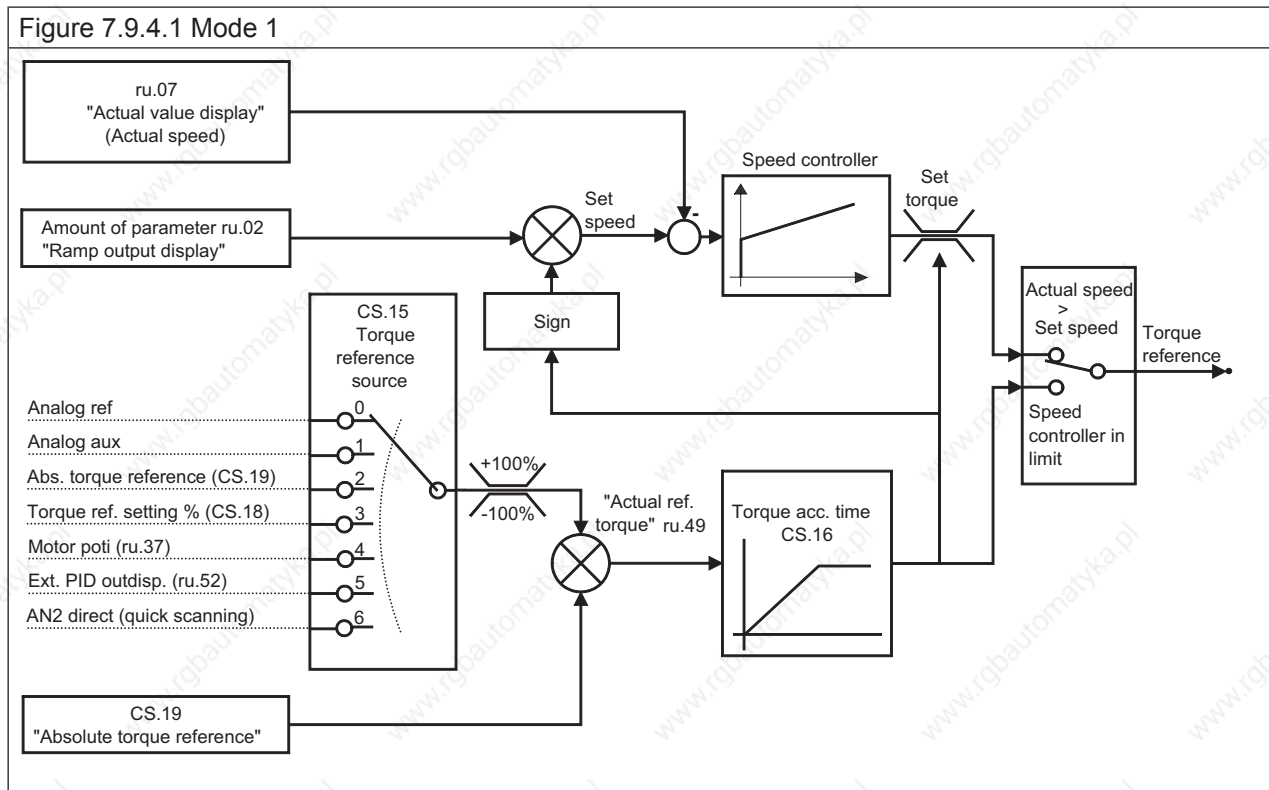 Figure 7.9.4.1 Mode 1
ru.07
"Actual value display"
(Actual speed)
Amount of parameter ru.02
"Ramp output display"
Set
speed
-
Speed controller
Set
torque
Sign
CS.15
Torque
reference
source
Analog ref
0
Analog aux
1
Abs. torque reference (CS.19)
2
Torque ref. setting % (CS.18)
3
Motor poti (ru.37)
4
Ext. PID outdisp. (ru.52)
5
AN2 direct (quick scanning)
6
+100%
-100%
"Actual ref.
torque" ru.49
Torque acc. time
CS.16
Actual speed
>
Set speed
Speed
controller in
limit
Torque
reference
CS.19
"Absolute torque reference"
www.rgbautomatyka.pl